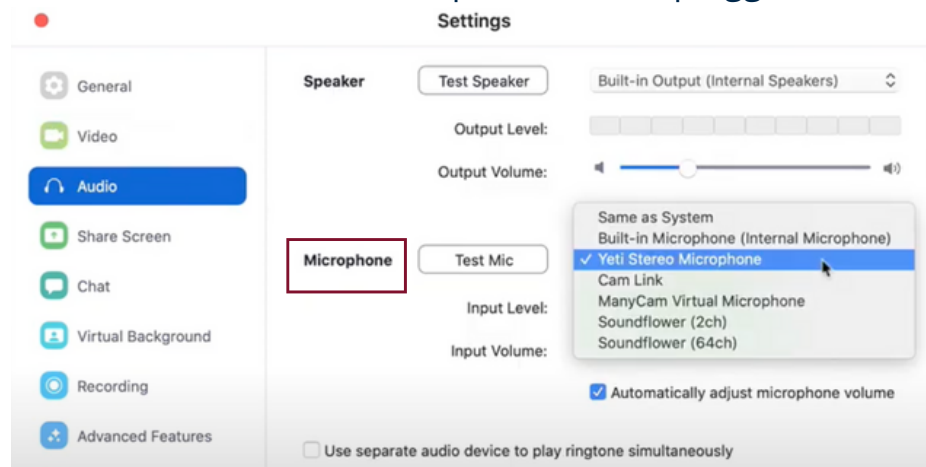 Settings
General
Video
Audio
Share Screen
Chat
Virtual Background
Recording
Advanced Features
Speaker
Test Speaker
Built-in Output (Internal Speakers)
Output Level:
Output Volume:
Microphone
Test Mic
Same as System
Built-in Microphone (Internal Microphone)
✓ Yeti Stereo Microphone
Cam Link
ManyCam Virtual Microphone
Soundflower (2ch)
Soundflower (64ch)
Input Level:
Input Volume:
Automatically adjust microphone volume
Use separate audio device to play ringtone simultaneously